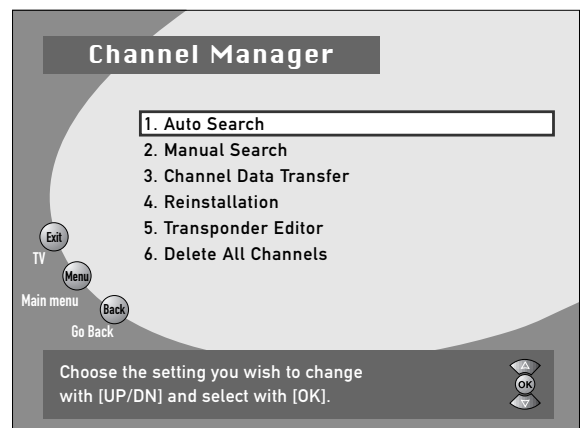 Channel Manager
1. Auto Search
2. Manual Search
3. Channel Data Transfer
4. Reinstallation
5. Transponder Editor
6. Delete All Channels
Exit
TV
Menu
Main menu
Back
Go Back
Choose the setting you wish to change
with [UP/DN] and select with [OK].
OK